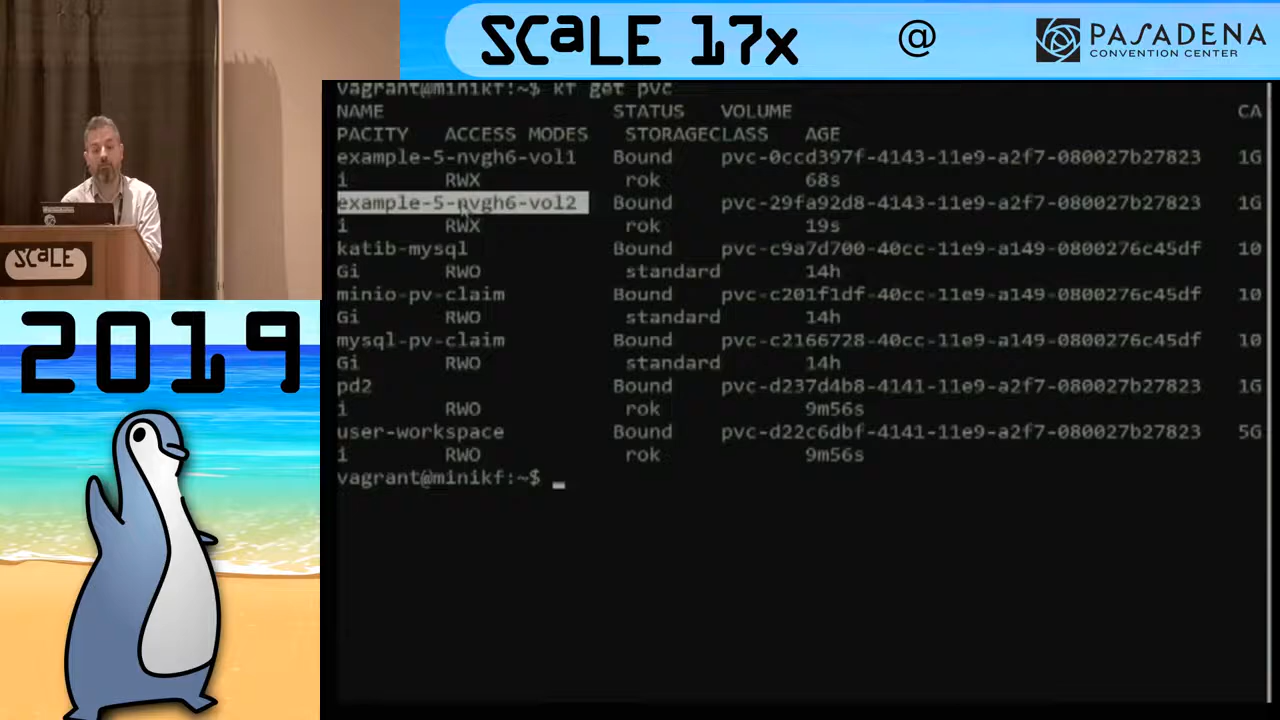 SCaLE 17x
@
PASADENA
CONVENTION CENTER
SCaLE
2019
vagrant@minikf:~$ kf get pvc
NAME STATUS VOLUME CA
PACITY ACCESS MODES STORAGECLASS AGE
example-5-nvgh6-vol1 Bound pvc-0ccd397f-4143-11e9-a2f7-080027b27823 1G
i RWX rok 68s
example-5-nvgh6-vol2 Bound pvc-29fa92d8-4143-11e9-a2f7-080027b27823 1G
i RWX rok 19s
katib-mysql Bound pvc-c9a7d700-40cc-11e9-a149-0800276c45df 10
Gi RWO standard 14h
minio-pv-claim Bound pvc-c201f1df-40cc-11e9-a149-0800276c45df 10
Gi RWO standard 14h
mysql-pv-claim Bound pvc-c2166728-40cc-11e9-a149-0800276c45df 10
Gi RWO standard 14h
pd2 Bound pvc-d237d4b8-4141-11e9-a2f7-080027b27823 1G
i RWO rok 9m56s
user-workspace Bound pvc-d22c6dbf-4141-11e9-a2f7-080027b27823 5G
i RWO rok 9m56s
vagrant@minikf:~$ _